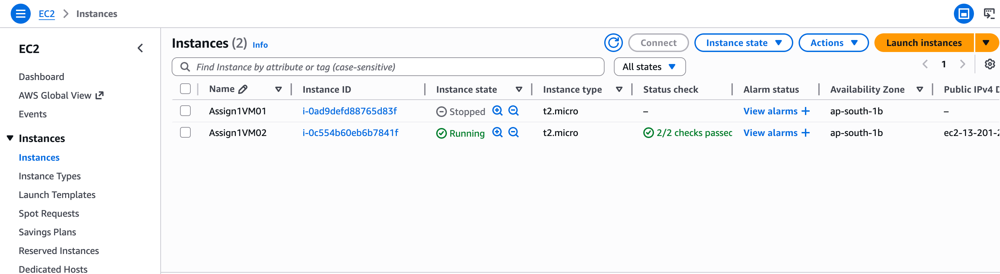 EC2 > Instances
EC2
Dashboard
AWS Global View
Events
Instances
Instances
Instance Types
Launch Templates
Spot Requests
Savings Plans
Reserved Instances
Dedicated Hosts
Instances (2) Info
Connect
Instance state
Actions
Launch instances
Find Instance by attribute or tag (case-sensitive)
All states
1
Name Instance ID Instance state Instance type Status check Alarm status Availability Zone Public IPv4 D
Assign1VM01 i-0ad9defd88765d83f Stopped t2.micro – View alarms + ap-south-1b –
Assign1VM02 i-0c554b60eb6b7841f Running t2.micro 2/2 checks passec View alarms + ap-south-1b ec2-13-201-2